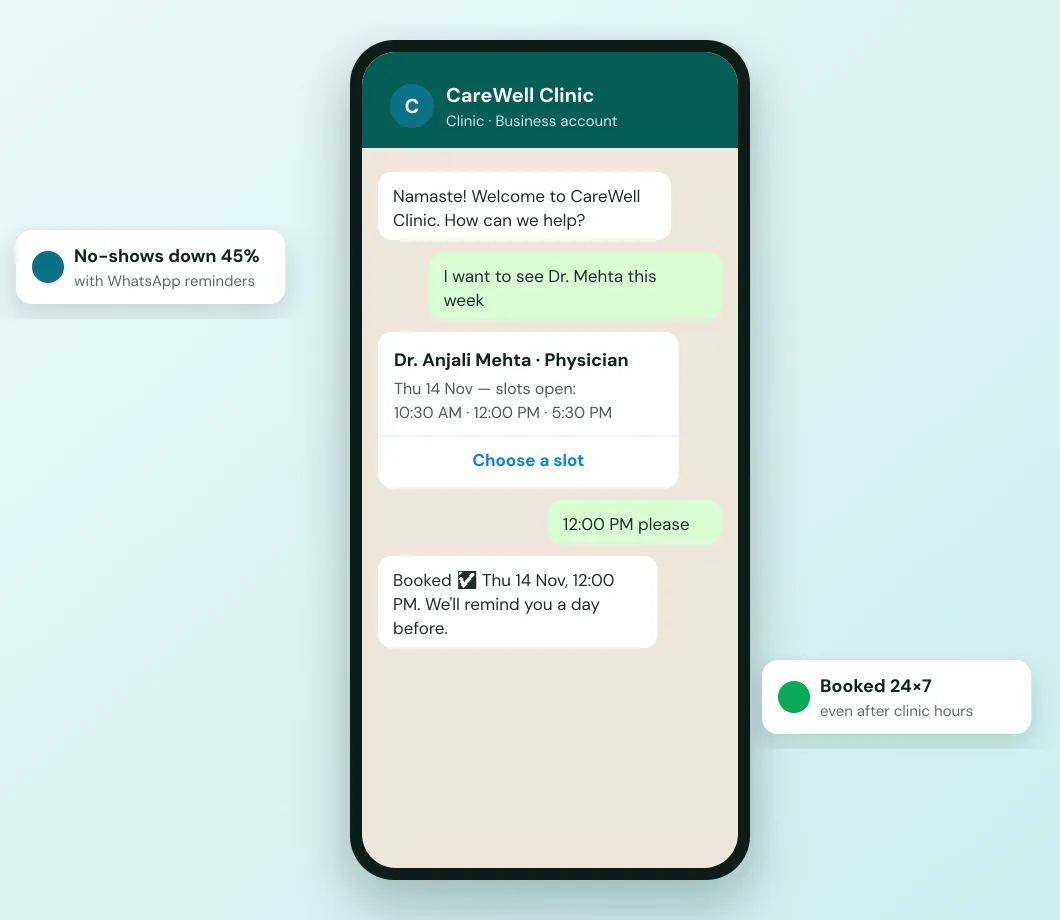 C
CareWell Clinic
Clinic · Business account
Namaste! Welcome to CareWell
Clinic. How can we help?
No-shows down 45%
with WhatsApp reminders
I want to see Dr. Mehta this
week
Dr. Anjali Mehta · Physician
Thu 14 Nov — slots open:
10:30 AM · 12:00 PM · 5:30 PM
Choose a slot
12:00 PM please
Booked ✅ Thu 14 Nov, 12:00
PM. We'll remind you a day
before.
Booked 24×7
even after clinic hours